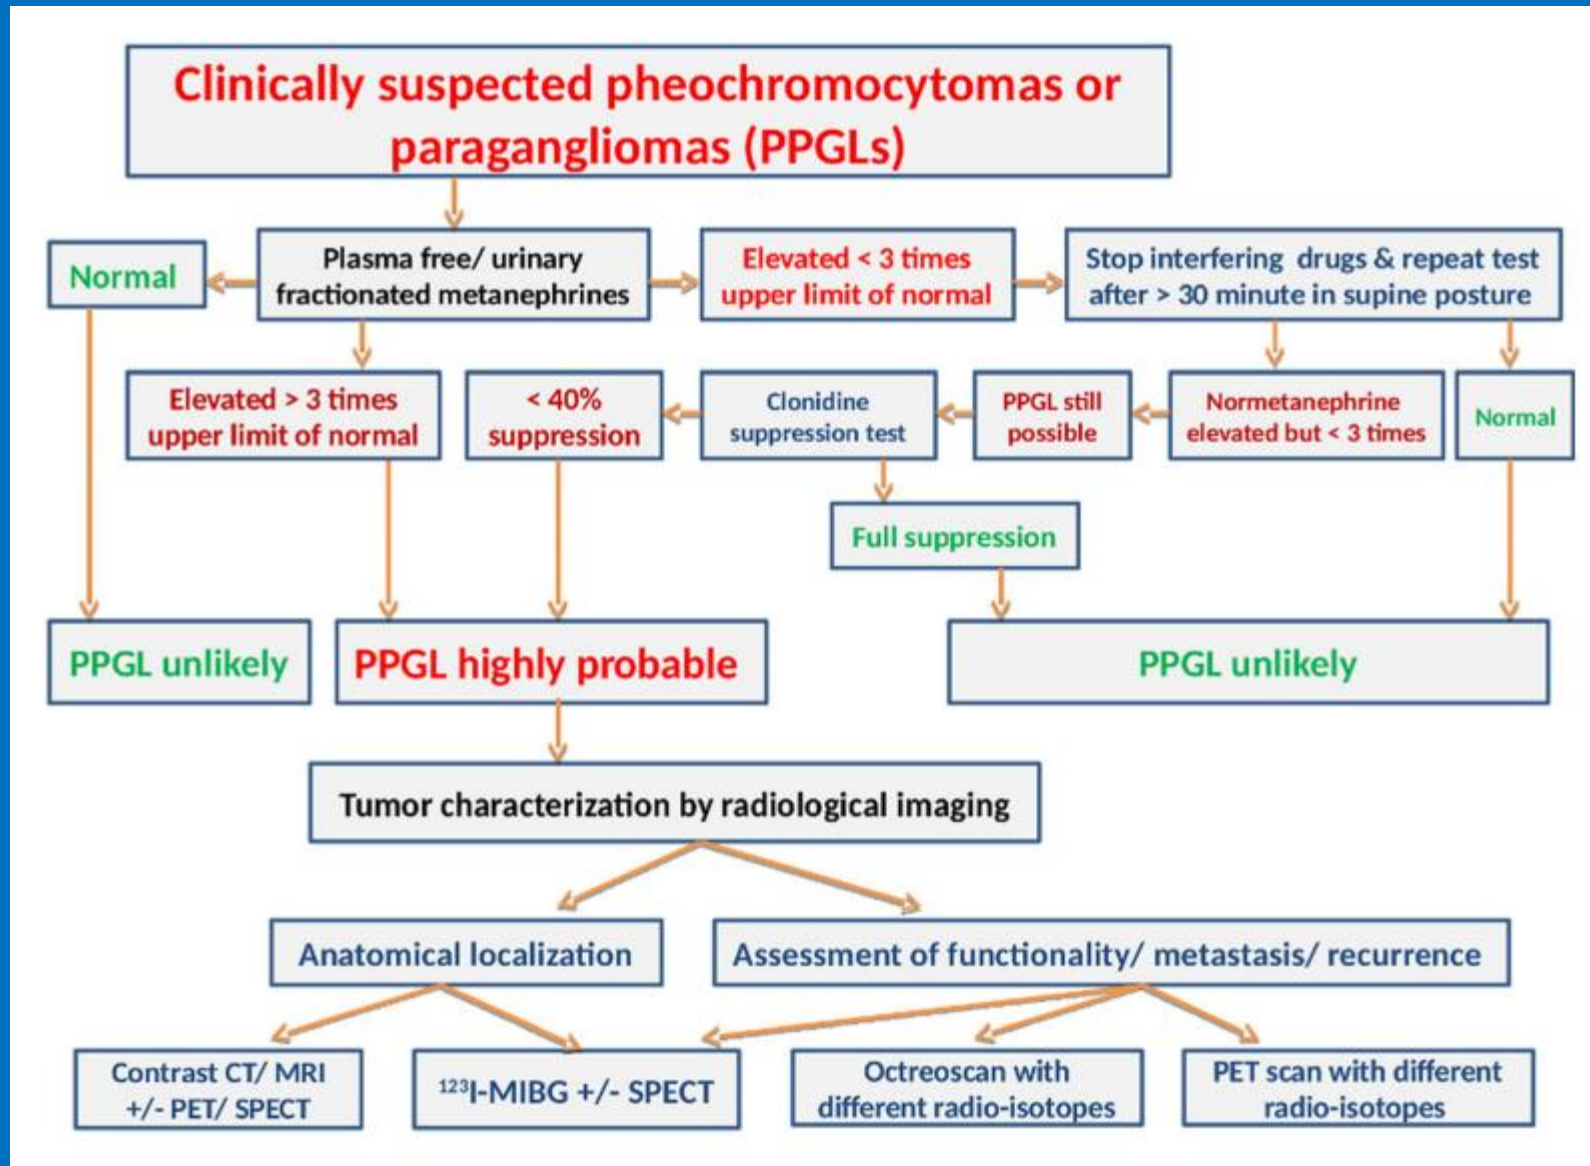 Clinically suspected pheochromocytomas or
paragangliomas (PPGLs)
Normal
Plasma free/ urinary
fractionated metanephrines
Elevated < 3 times
upper limit of normal
Stop interfering drugs & repeat test
after > 30 minute in supine posture
Elevated > 3 times
upper limit of normal
< 40%
suppression
Clonidine
suppression test
PPGL still
possible
Normetanephrine
elevated but < 3 times
Normal
Full suppression
PPGL unlikely
PPGL highly probable
PPGL unlikely
Tumor characterization by radiological imaging
Anatomical localization
Assessment of functionality/ metastasis/ recurrence
Contrast CT/ MRI
+/- PET/ SPECT
¹²³I-MIBG +/- SPECT
Octreoscan with
different radio-isotopes
PET scan with different
radio-isotopes